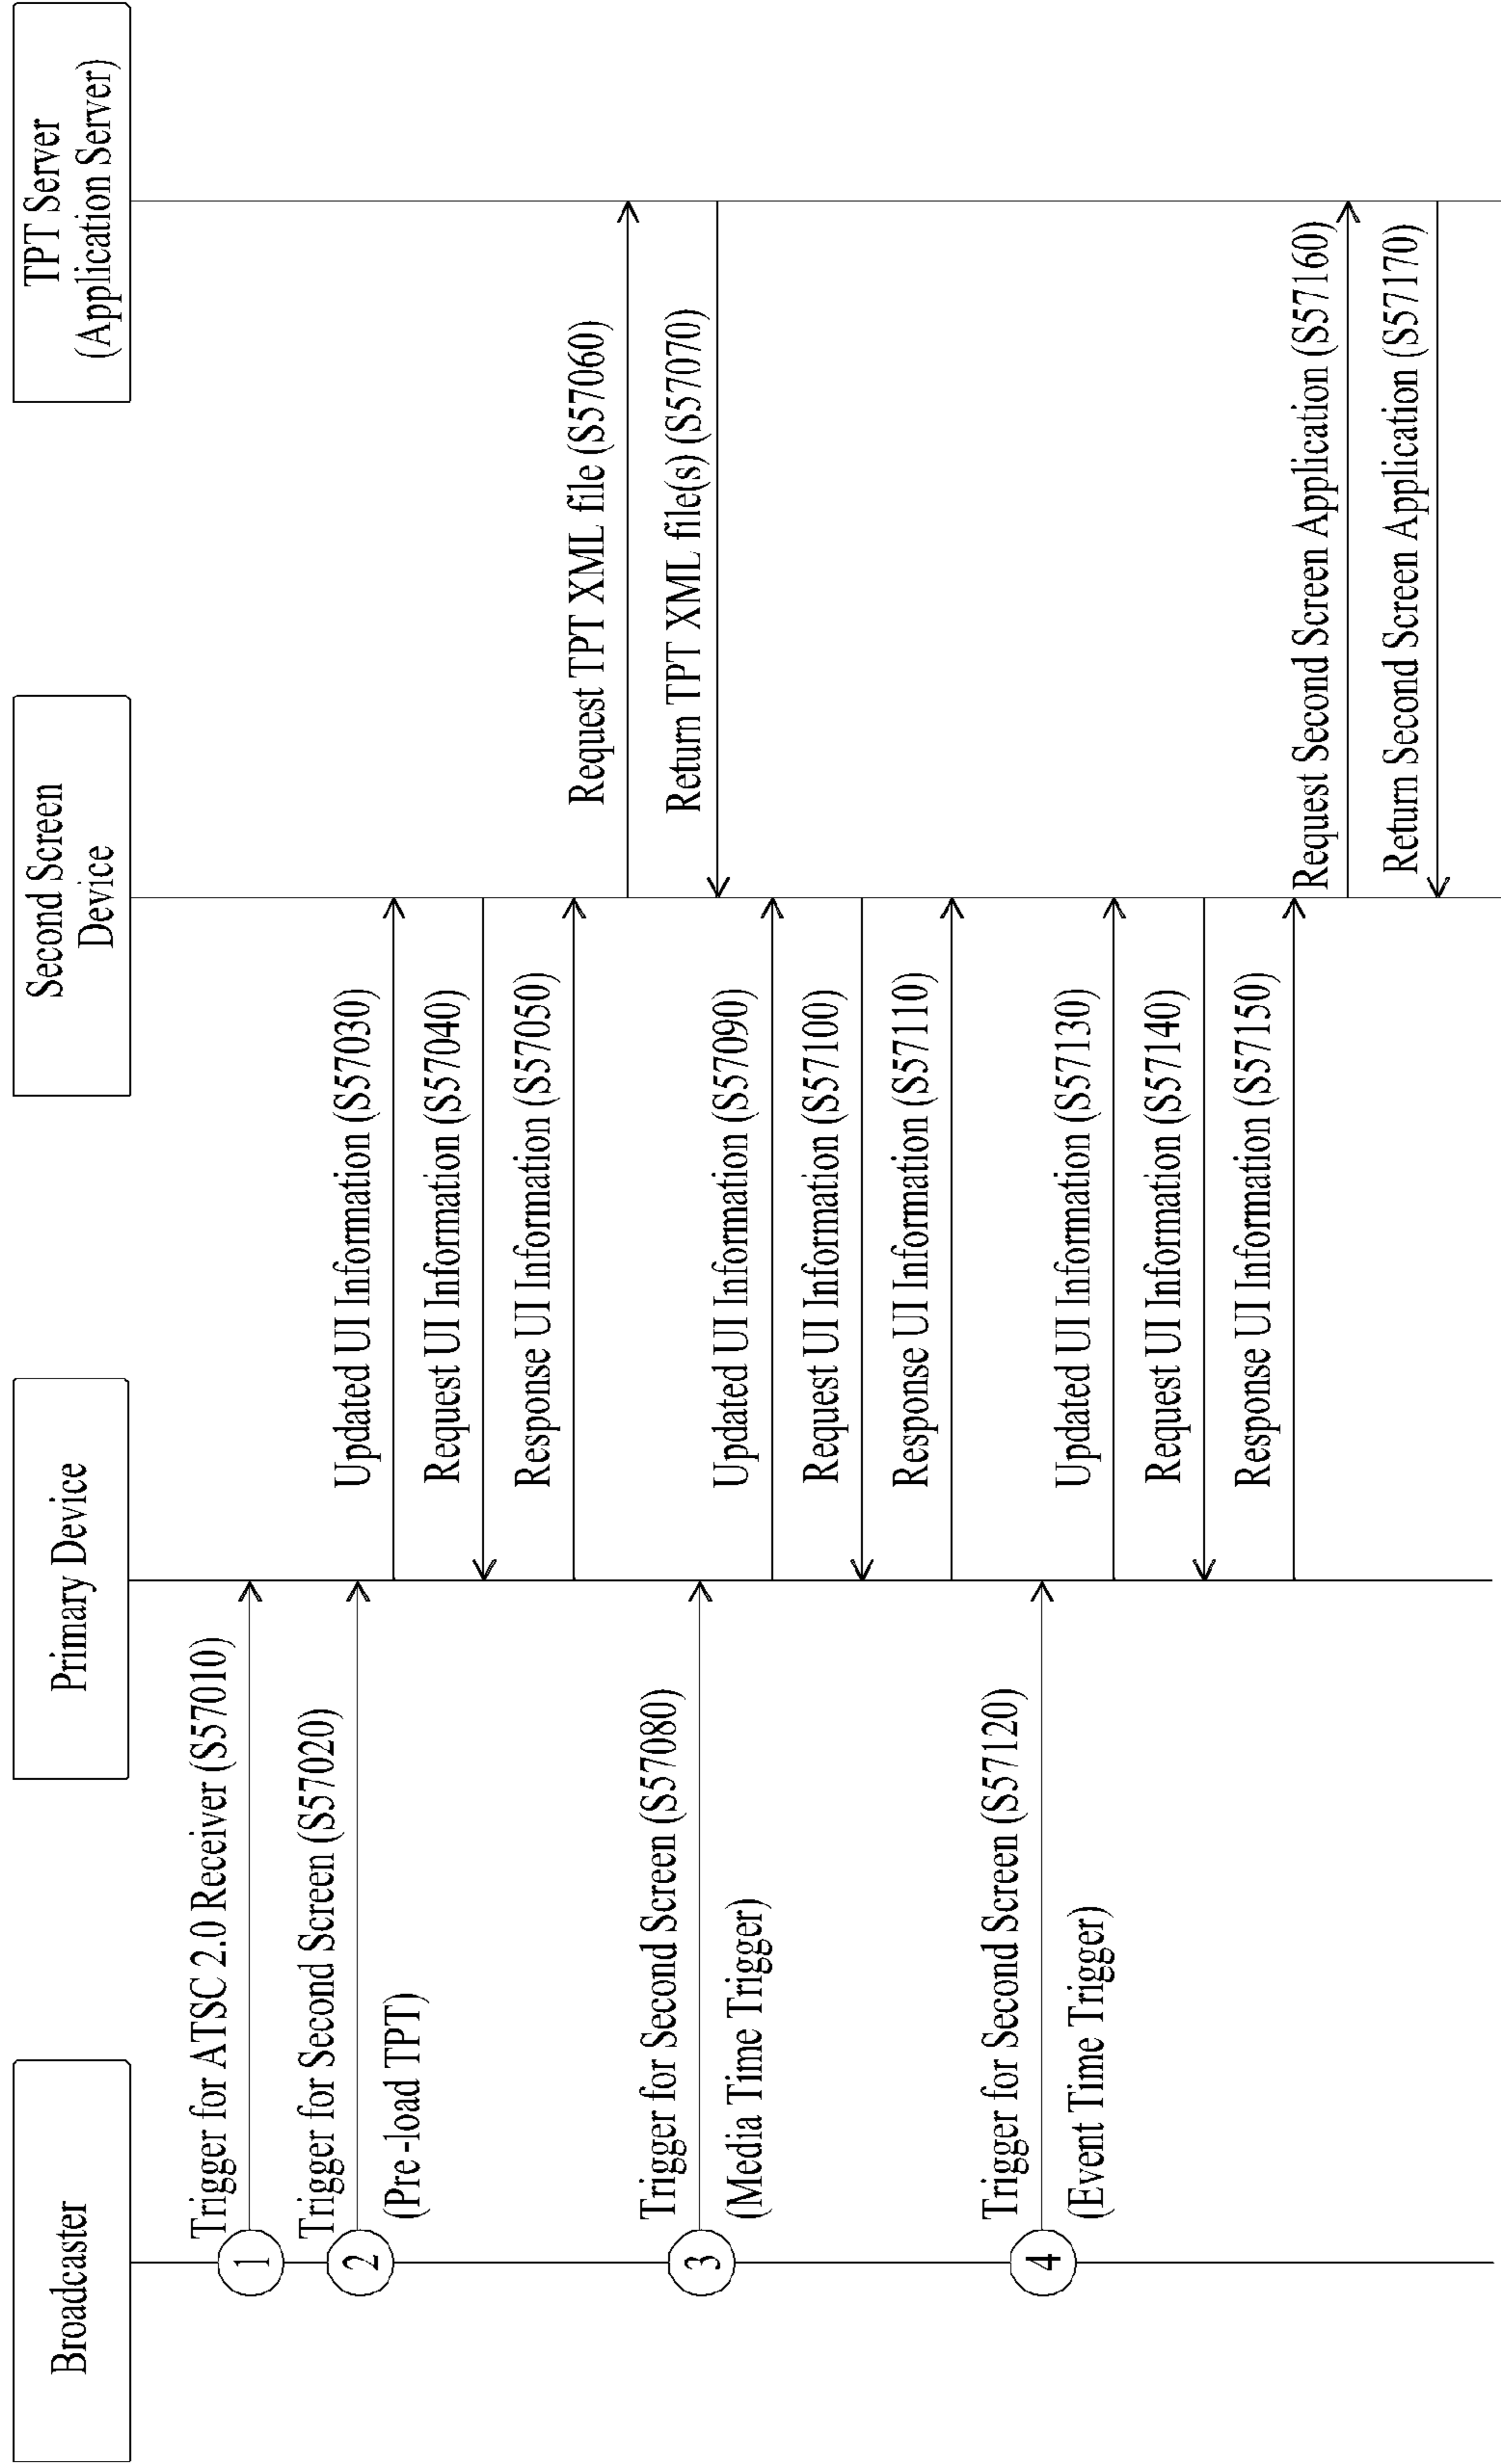 Broadcaster
Primary Device
Second Screen
Device
TPT Server
(Application Server)
1
Trigger for ATSC 2.0 Receiver (S57010)
2
Trigger for Second Screen (S57020)
(Pre-load TPT)
Updated UI Information (S57030)
Request UI Information (S57040)
Response UI Information (S57050)
Request TPT XML file (S57060)
Return TPT XML file(s) (S57070)
3
Trigger for Second Screen (S57080)
(Media Time Trigger)
Updated UI Information (S57090)
Request UI Information (S57100)
Response UI Information (S57110)
4
Trigger for Second Screen (S57120)
(Event Time Trigger)
Updated UI Information (S57130)
Request UI Information (S57140)
Response UI Information (S57150)
Request Second Screen Application (S57160)
Return Second Screen Application (S57170)